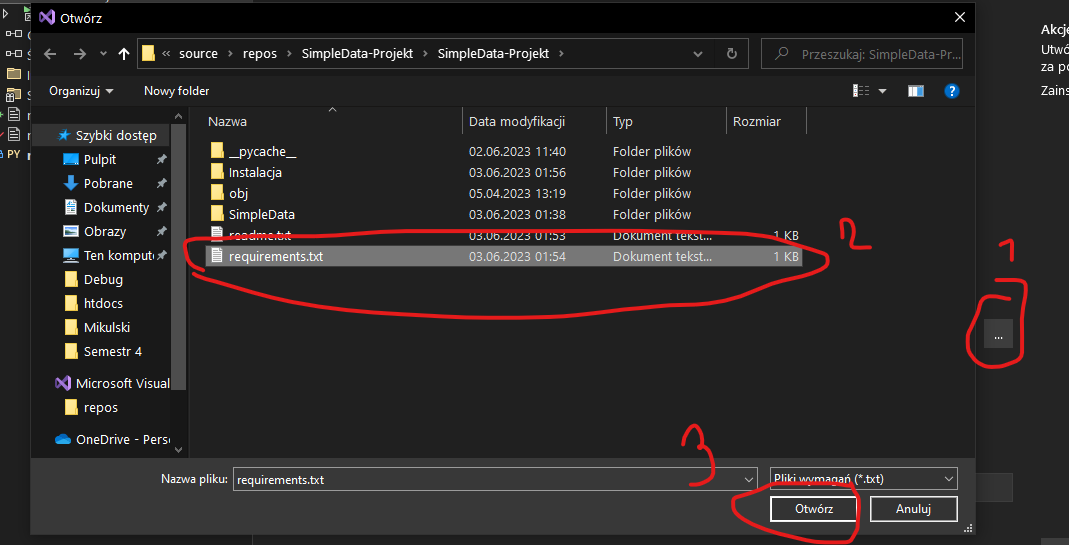 Otwórz
source
repos
SimpleData-Projekt
SimpleData-Projekt
Przeszukaj: SimpleData-Pr...
Organizuj
New folder
?
Nazwa
Data modyfikacji
Typ
Rozmiar
Szybki dostęp
Pulpit
Pobrane
Dokumenty
Obrazy
Ten komput
Debug
htdocs
Mikulski
Semestr 4
Microsoft Visual
repos
OneDrive - Pers
__pycache__ 02.06.2023 11:40 Folder plików
Instalacja 03.06.2023 01:56 Folder plików
obj 05.04.2023 13:19 Folder plików
SimpleData 03.06.2023 01:38 Folder plików
readme.txt 03.06.2023 01:53 Dokument tekst... 1 KB
requirements.txt 03.06.2023 01:54 Dokument tekst... 1 KB
2
1
...
3
Nazwa pliku: requirements.txt
Pliki wymagań (*.txt)
Otwórz
Anuluj
PY
Akcje
Utwó
za po
Zains